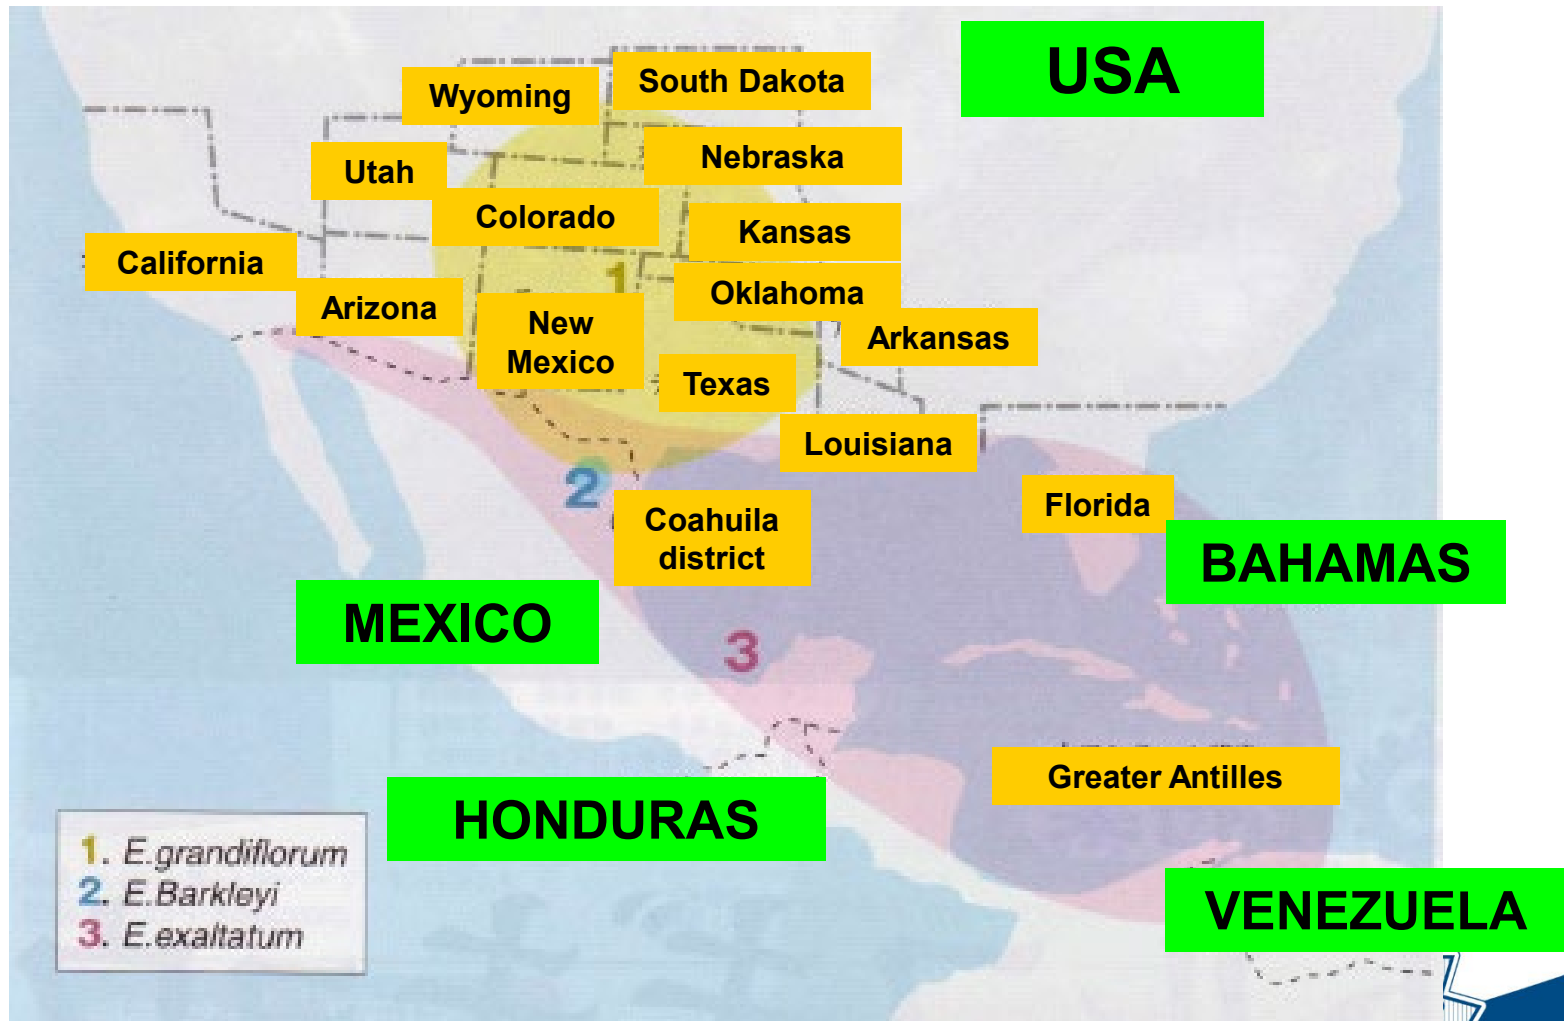 USA
South Dakota
Wyoming
Nebraska
Utah
Colorado
Kansas
California
Oklahoma
Arizona
New
Mexico
Arkansas
Texas
Louisiana
1
2
Coahuila
district
Florida
BAHAMAS
MEXICO
3
Greater Antilles
HONDURAS
VENEZUELA
1. E.grandiflorum
2. E.Barkleyi
3. E.exaltatum